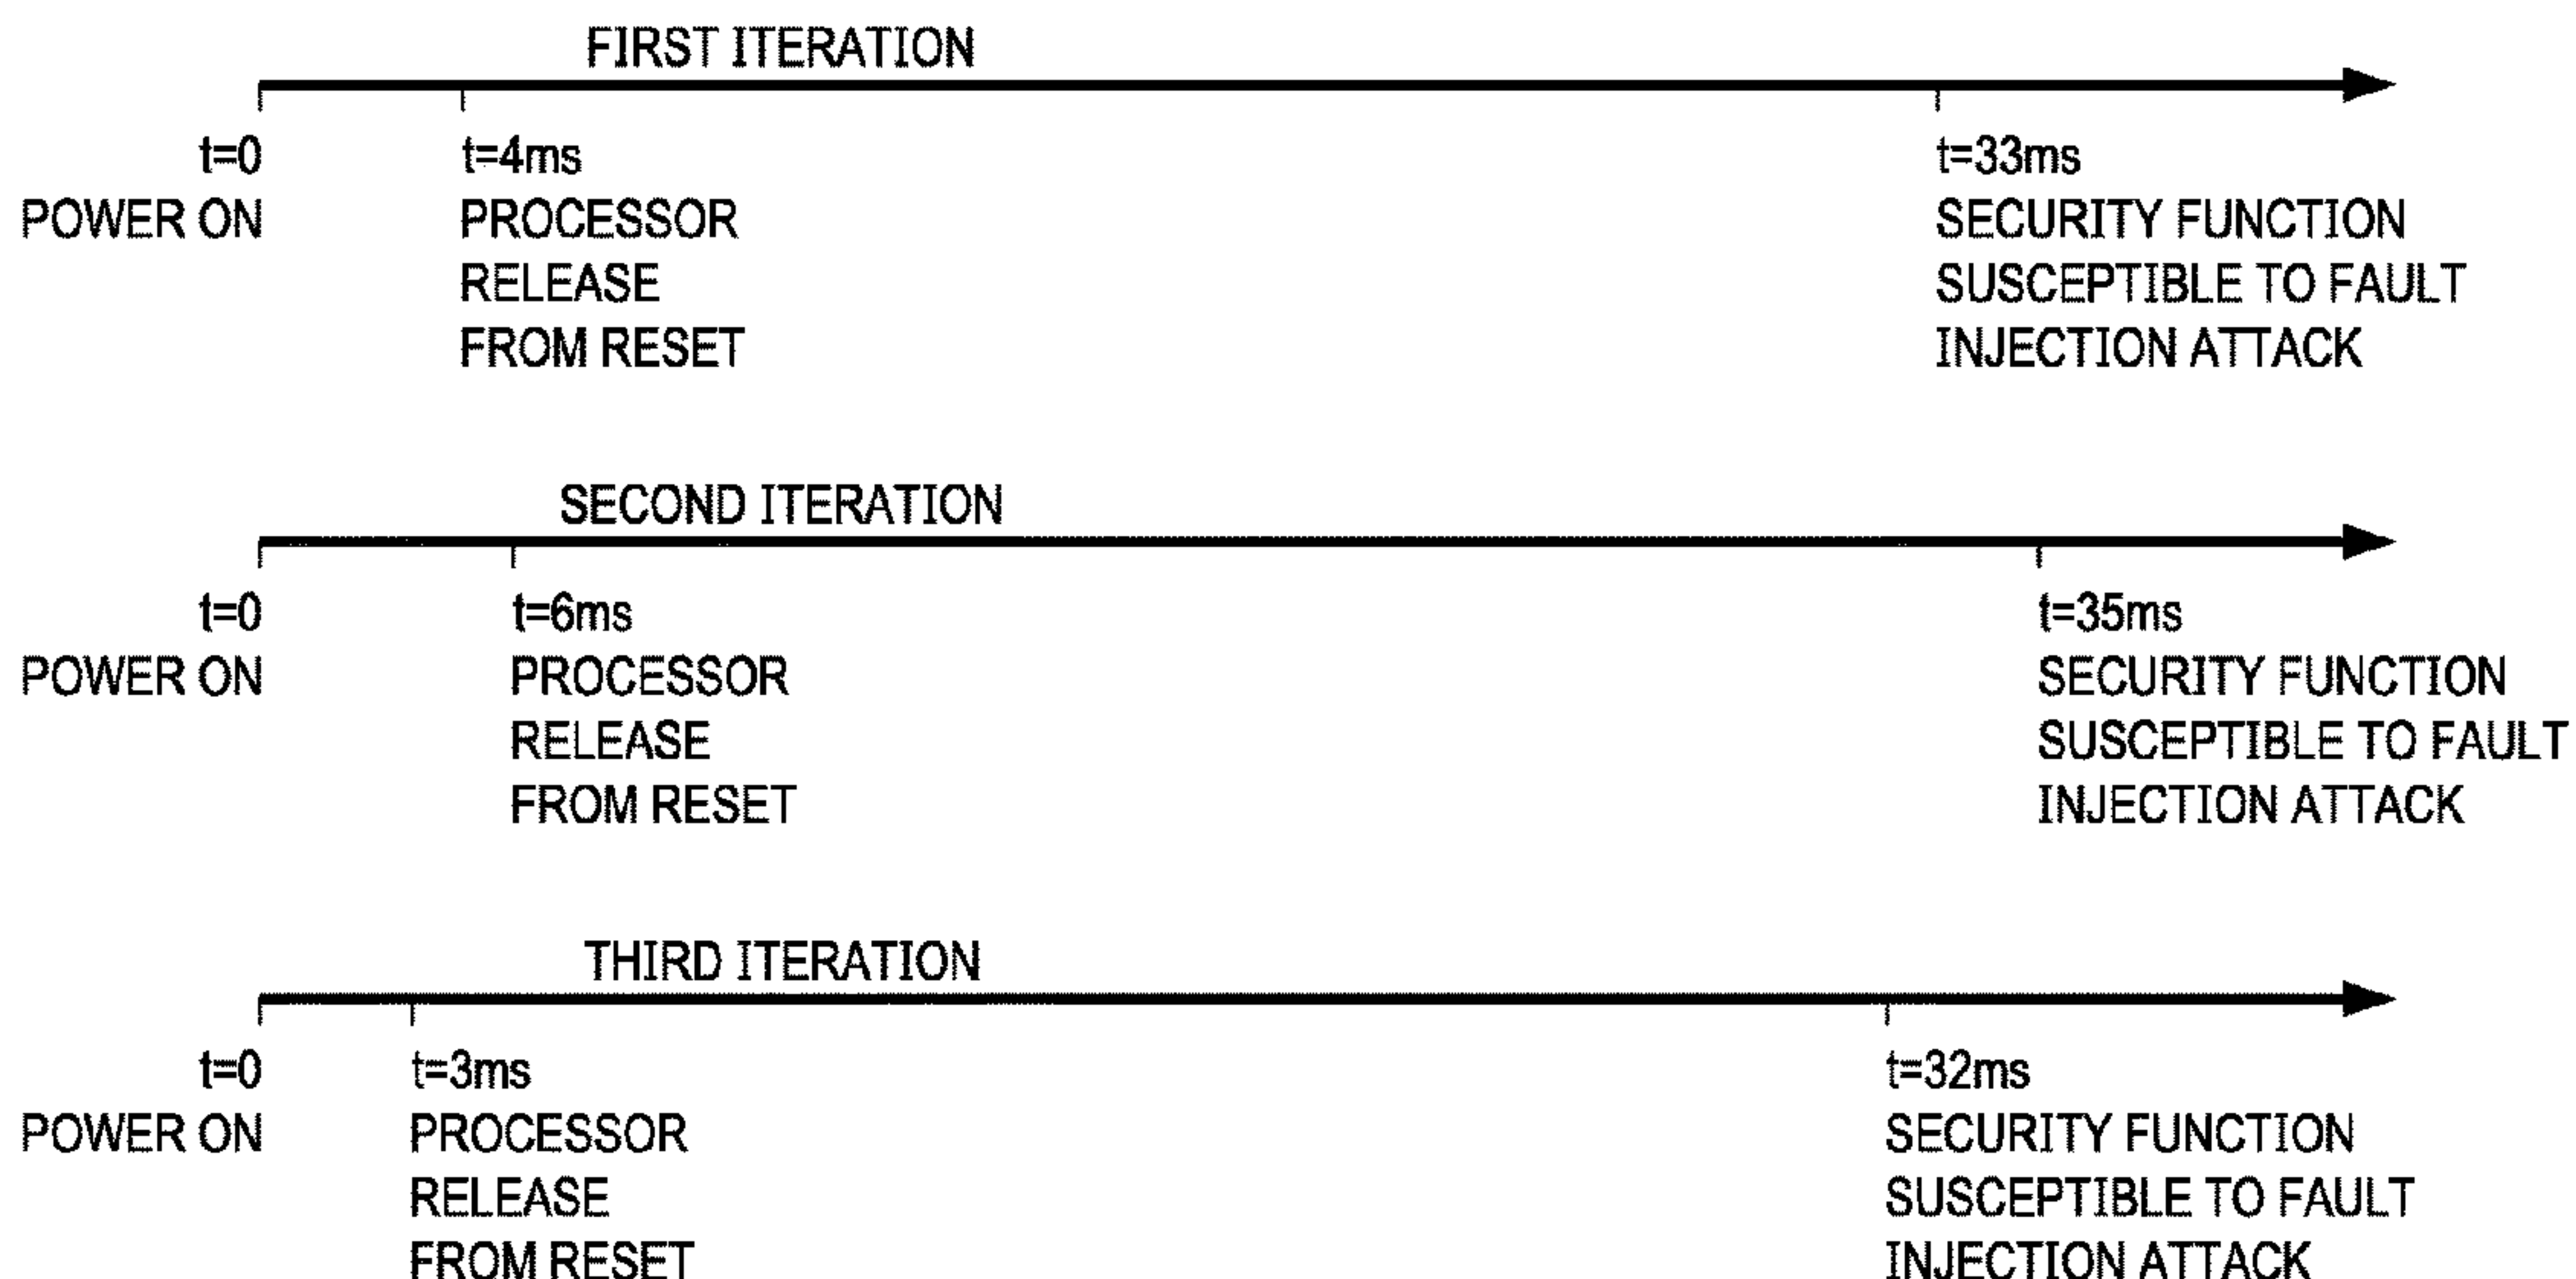 FIRST ITERATION
t=0
POWER ON
t=4ms
PROCESSOR
RELEASE
FROM RESET
t=33ms
SECURITY FUNCTION
SUSCEPTIBLE TO FAULT
INJECTION ATTACK
SECOND ITERATION
t=0
POWER ON
t=6ms
PROCESSOR
RELEASE
FROM RESET
t=35ms
SECURITY FUNCTION
SUSCEPTIBLE TO FAULT
INJECTION ATTACK
THIRD ITERATION
t=0
POWER ON
t=3ms
PROCESSOR
RELEASE
FROM RESET
t=32ms
SECURITY FUNCTION
SUSCEPTIBLE TO FAULT
INJECTION ATTACK